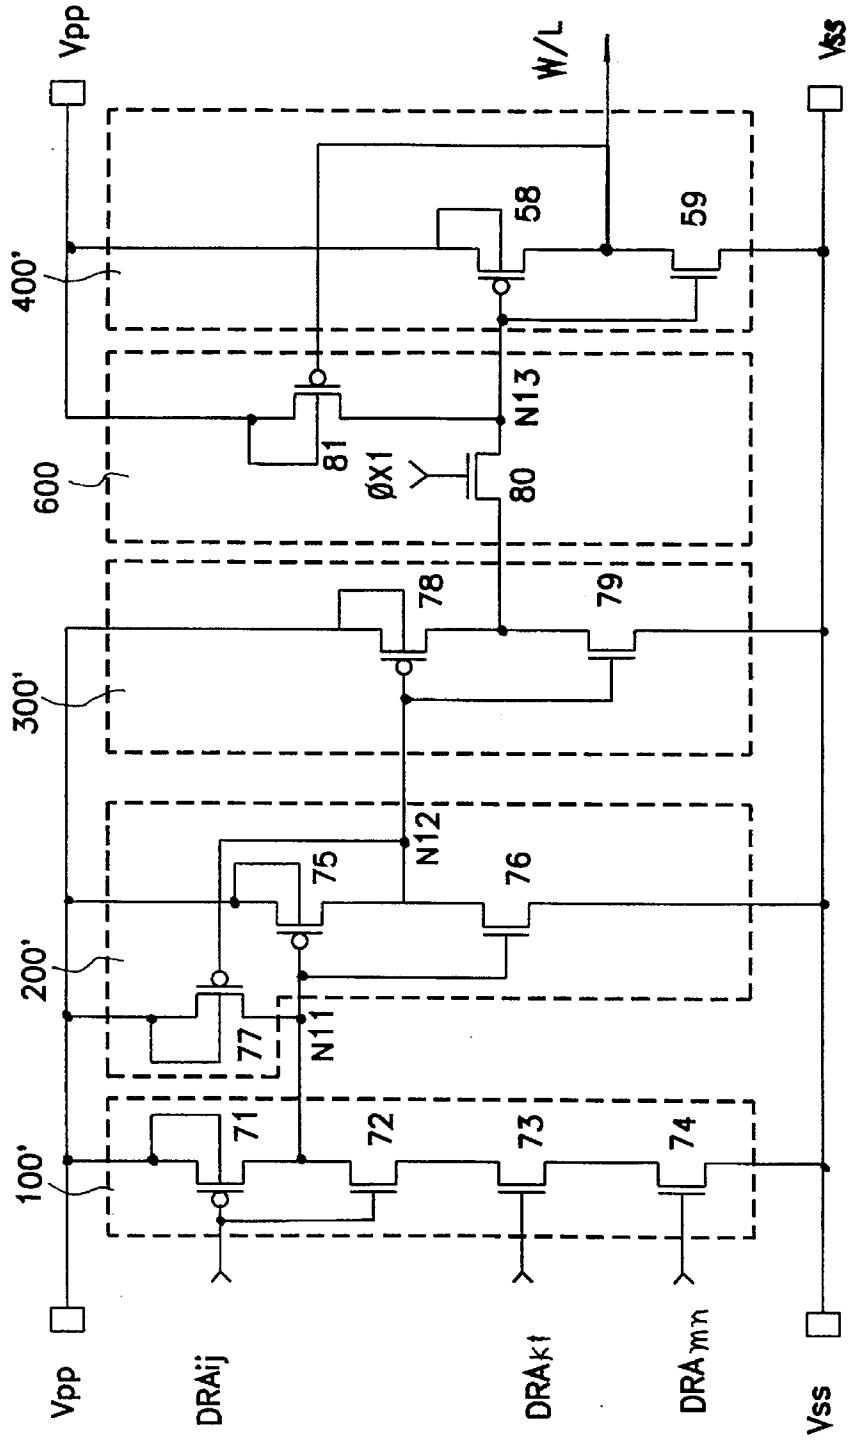 Vpp
Vpp
100'
200'
300'
600
400'
DRAij
DRAkl
DRAmn
71
72
73
74
77
N11
75
76
N12
78
79
81
ØX1
80
N13
58
59
W/L
Vss
Vss